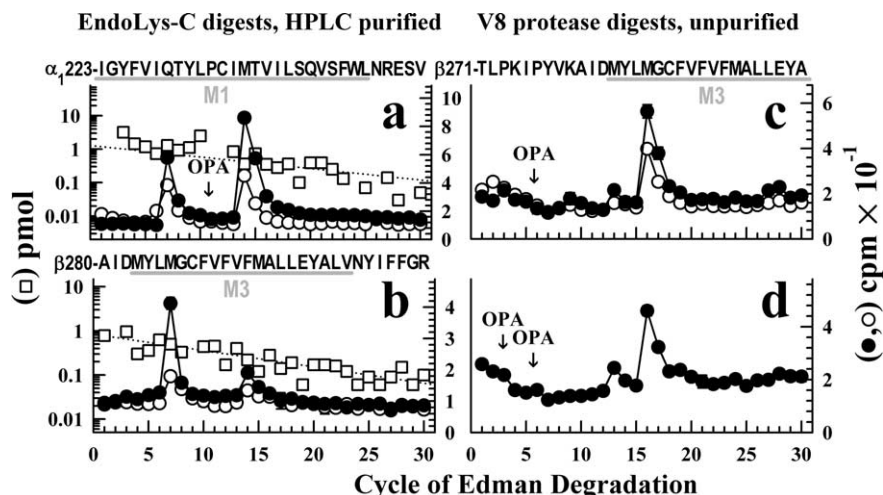 EndoLys-C digests, HPLC purified
V8 protease digests, unpurified
α₁223-IGYFVIQTYLPCIMTVILSQVSFWLNRESV
M1
β271-TLPKIPYVKAIDMYLMGCFVFVFMALLEYA
M3
10
1
0.1
0.01
a
OPA
10
8
6
4
2
0
c
OPA
6
4
2
0
β280-AIDMYLMGCFVFVFMALLEYALVNYIFFGR
M3
10
1
0.1
0.01
b
4
3
2
1
0
d
OPA
OPA
4
2
0
(□) pmol
(●,○) cpm × 10⁻¹
0 5 10 15 20 25 30
0 5 10 15 20 25 30
Cycle of Edman Degradation